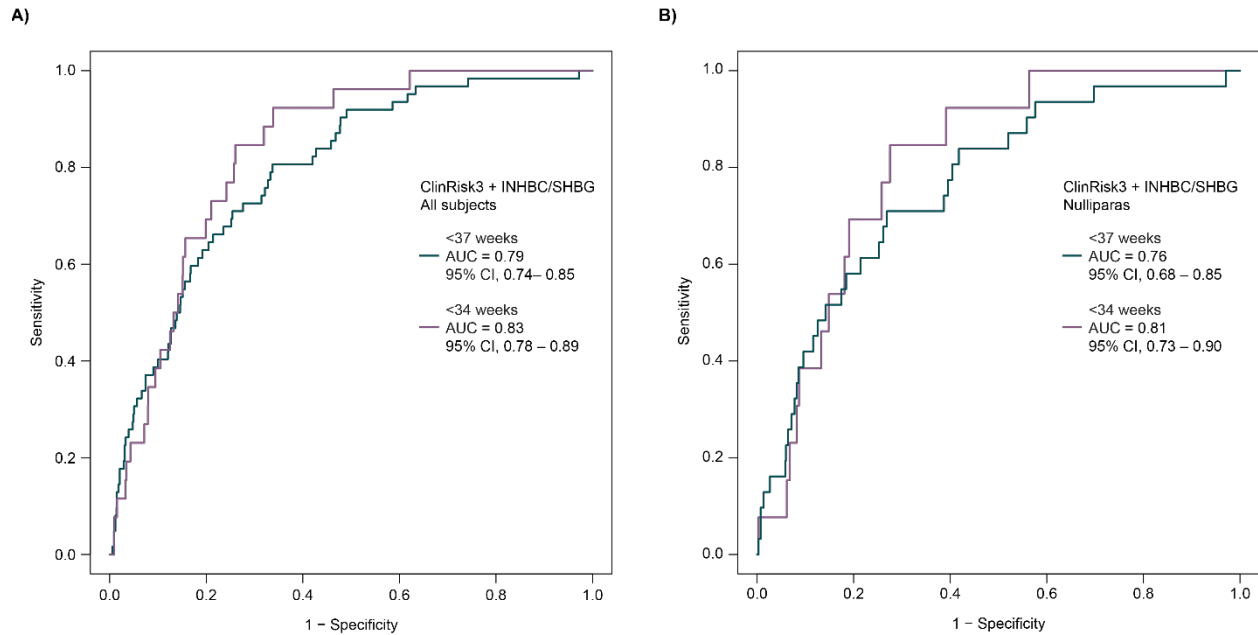 A)
1.0
0.8
0.6
0.4
0.2
0.0
Sensitivity
0.0 0.2 0.4 0.6 0.8 1.0
1 − Specificity
ClinRisk3 + INHBC/SHBG
All subjects
<37 weeks
AUC = 0.79
95% CI, 0.74– 0.85
<34 weeks
AUC = 0.83
95% CI, 0.78 – 0.89
B)
1.0
0.8
0.6
0.4
0.2
0.0
Sensitivity
0.0 0.2 0.4 0.6 0.8 1.0
1 − Specificity
ClinRisk3 + INHBC/SHBG
Nulliparas
<37 weeks
AUC = 0.76
95% CI, 0.68 – 0.85
<34 weeks
AUC = 0.81
95% CI, 0.73 – 0.90